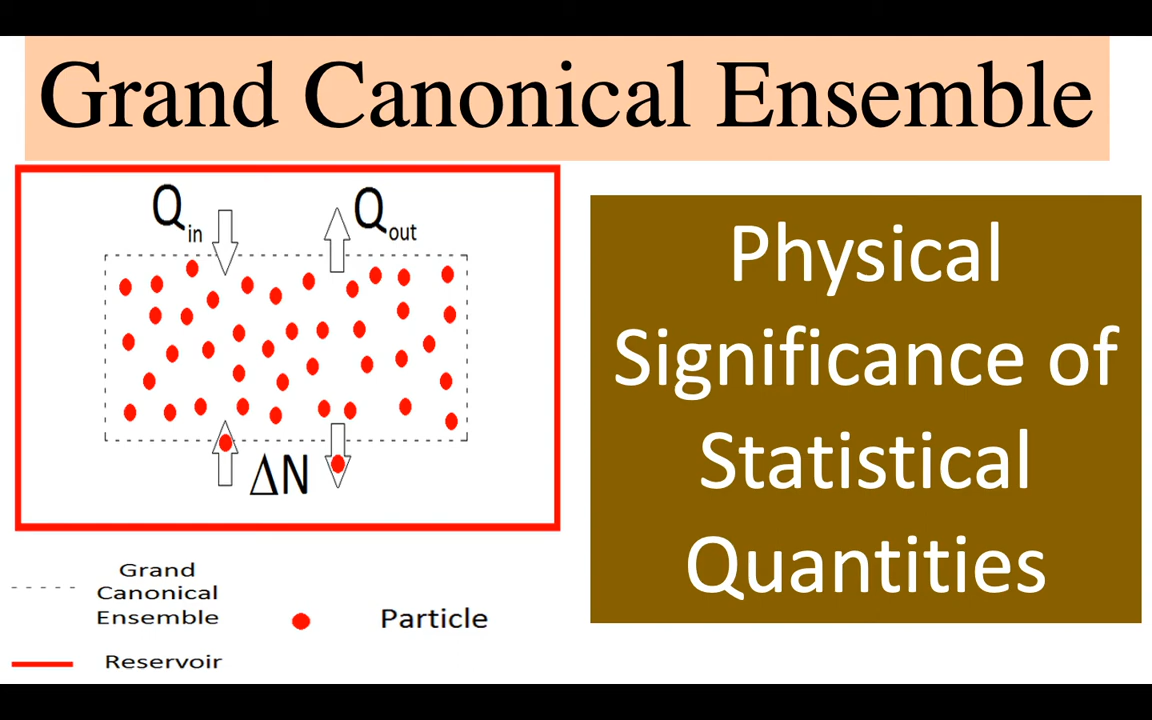 Grand Canonical Ensemble
Qin
Qout
ΔN
Grand
Canonical
Ensemble
Particle
Reservoir
Physical
Significance of
Statistical
Quantities